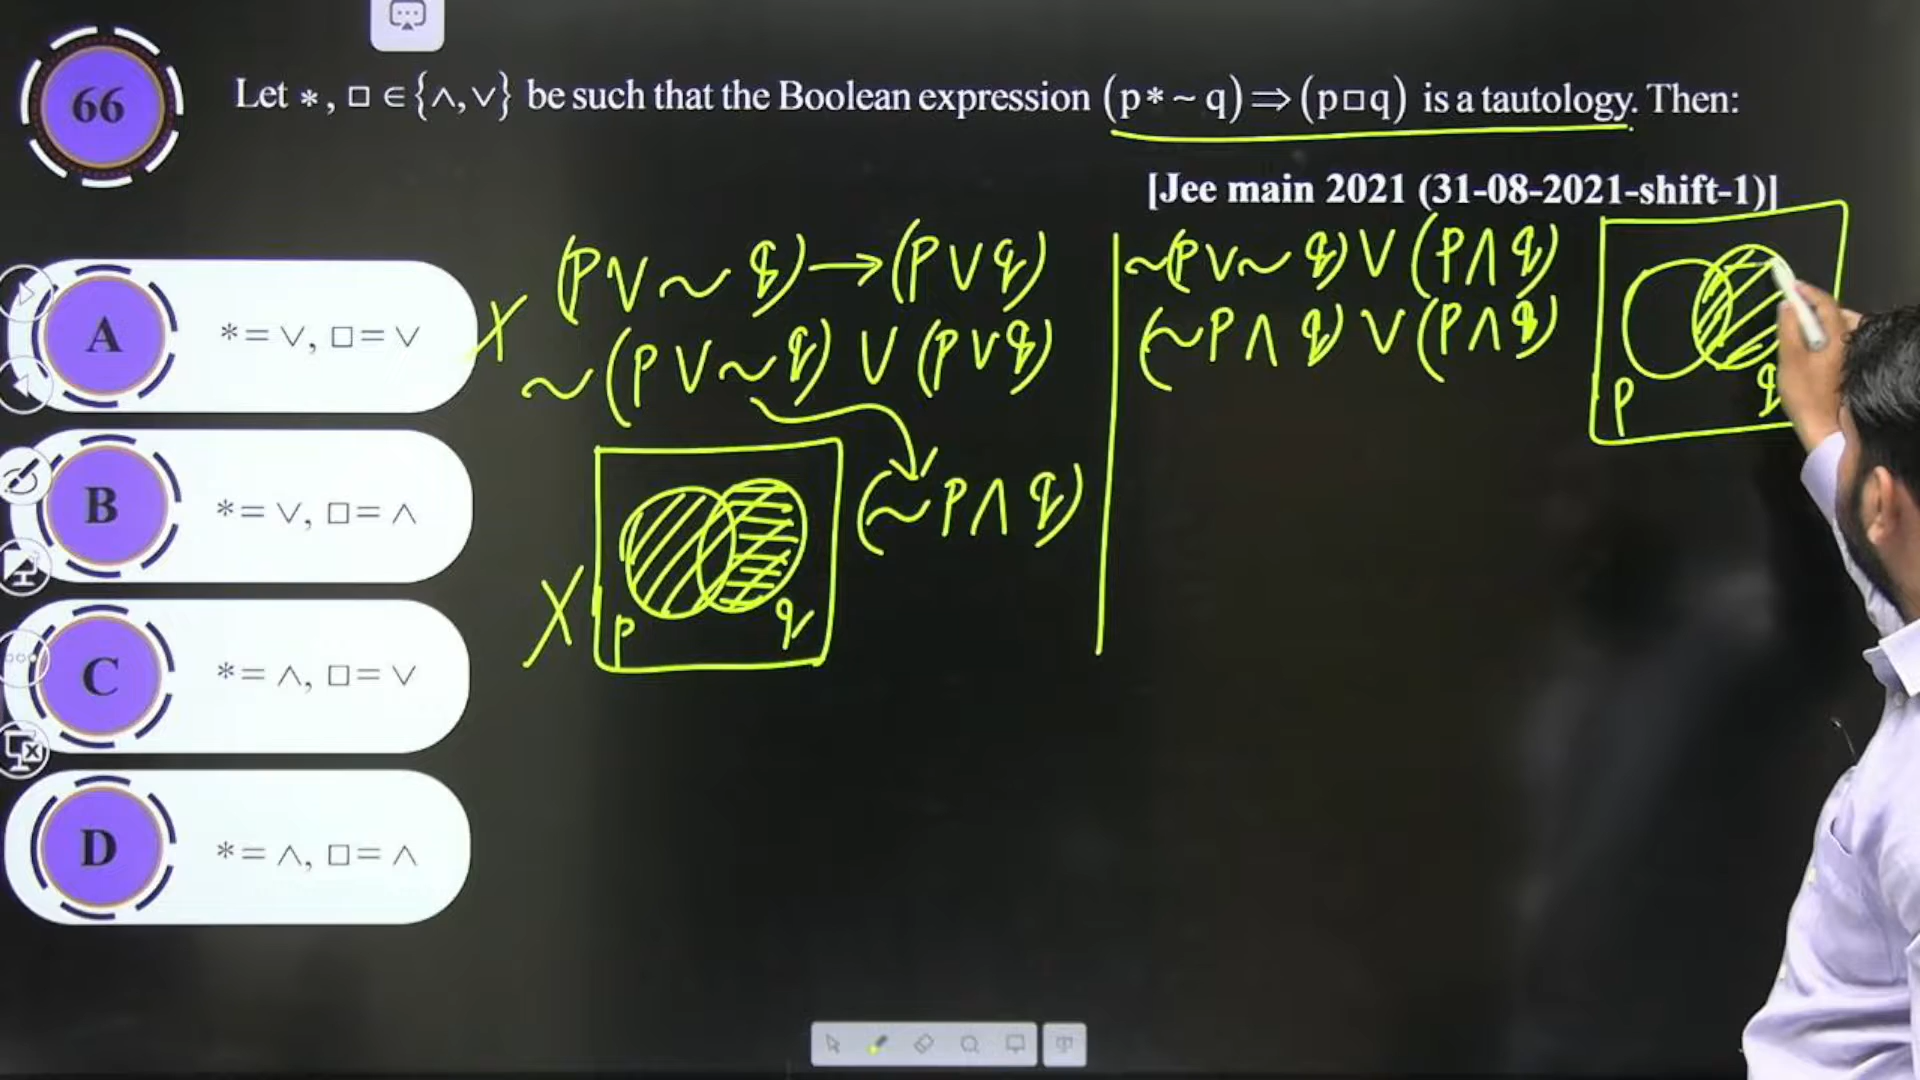 66
Let *, □ ∈ {∧, ∨} be such that the Boolean expression (p * ~ q) ⇒ (p □ q) is a tautology. Then:
[Jee main 2021 (31-08-2021-shift-1)]
A * = ∨, □ = ∨
B * = ∨, □ = ∧
C * = ∧, □ = ∨
D * = ∧, □ = ∧
X (P ∨ ~ q) → (P ∨ q)
~ (P ∨ ~ q) ∨ (P ∨ q)
(~ P ∧ q)
X
p q
~(P ∨ ~ q) ∨ (P ∧ q)
(~ P ∧ q) ∨ (P ∧ q)
p q